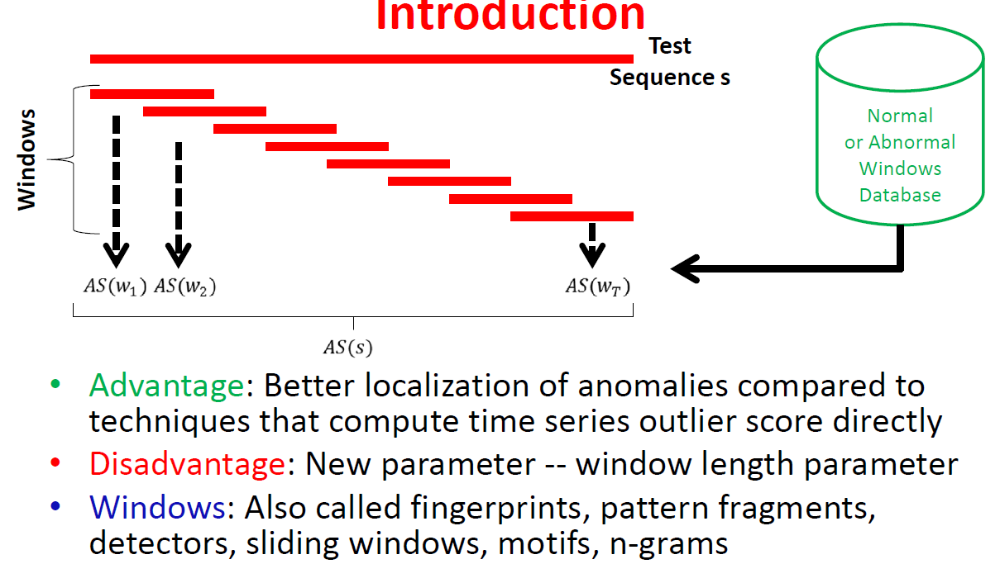 Introduction
Test
Sequence s
Windows
Normal
or Abnormal
Windows
Database
AS(w₁) AS(w₂) AS(w_T)
AS(s)
• Advantage: Better localization of anomalies compared to
techniques that compute time series outlier score directly
• Disadvantage: New parameter -- window length parameter
• Windows: Also called fingerprints, pattern fragments,
detectors, sliding windows, motifs, n-grams